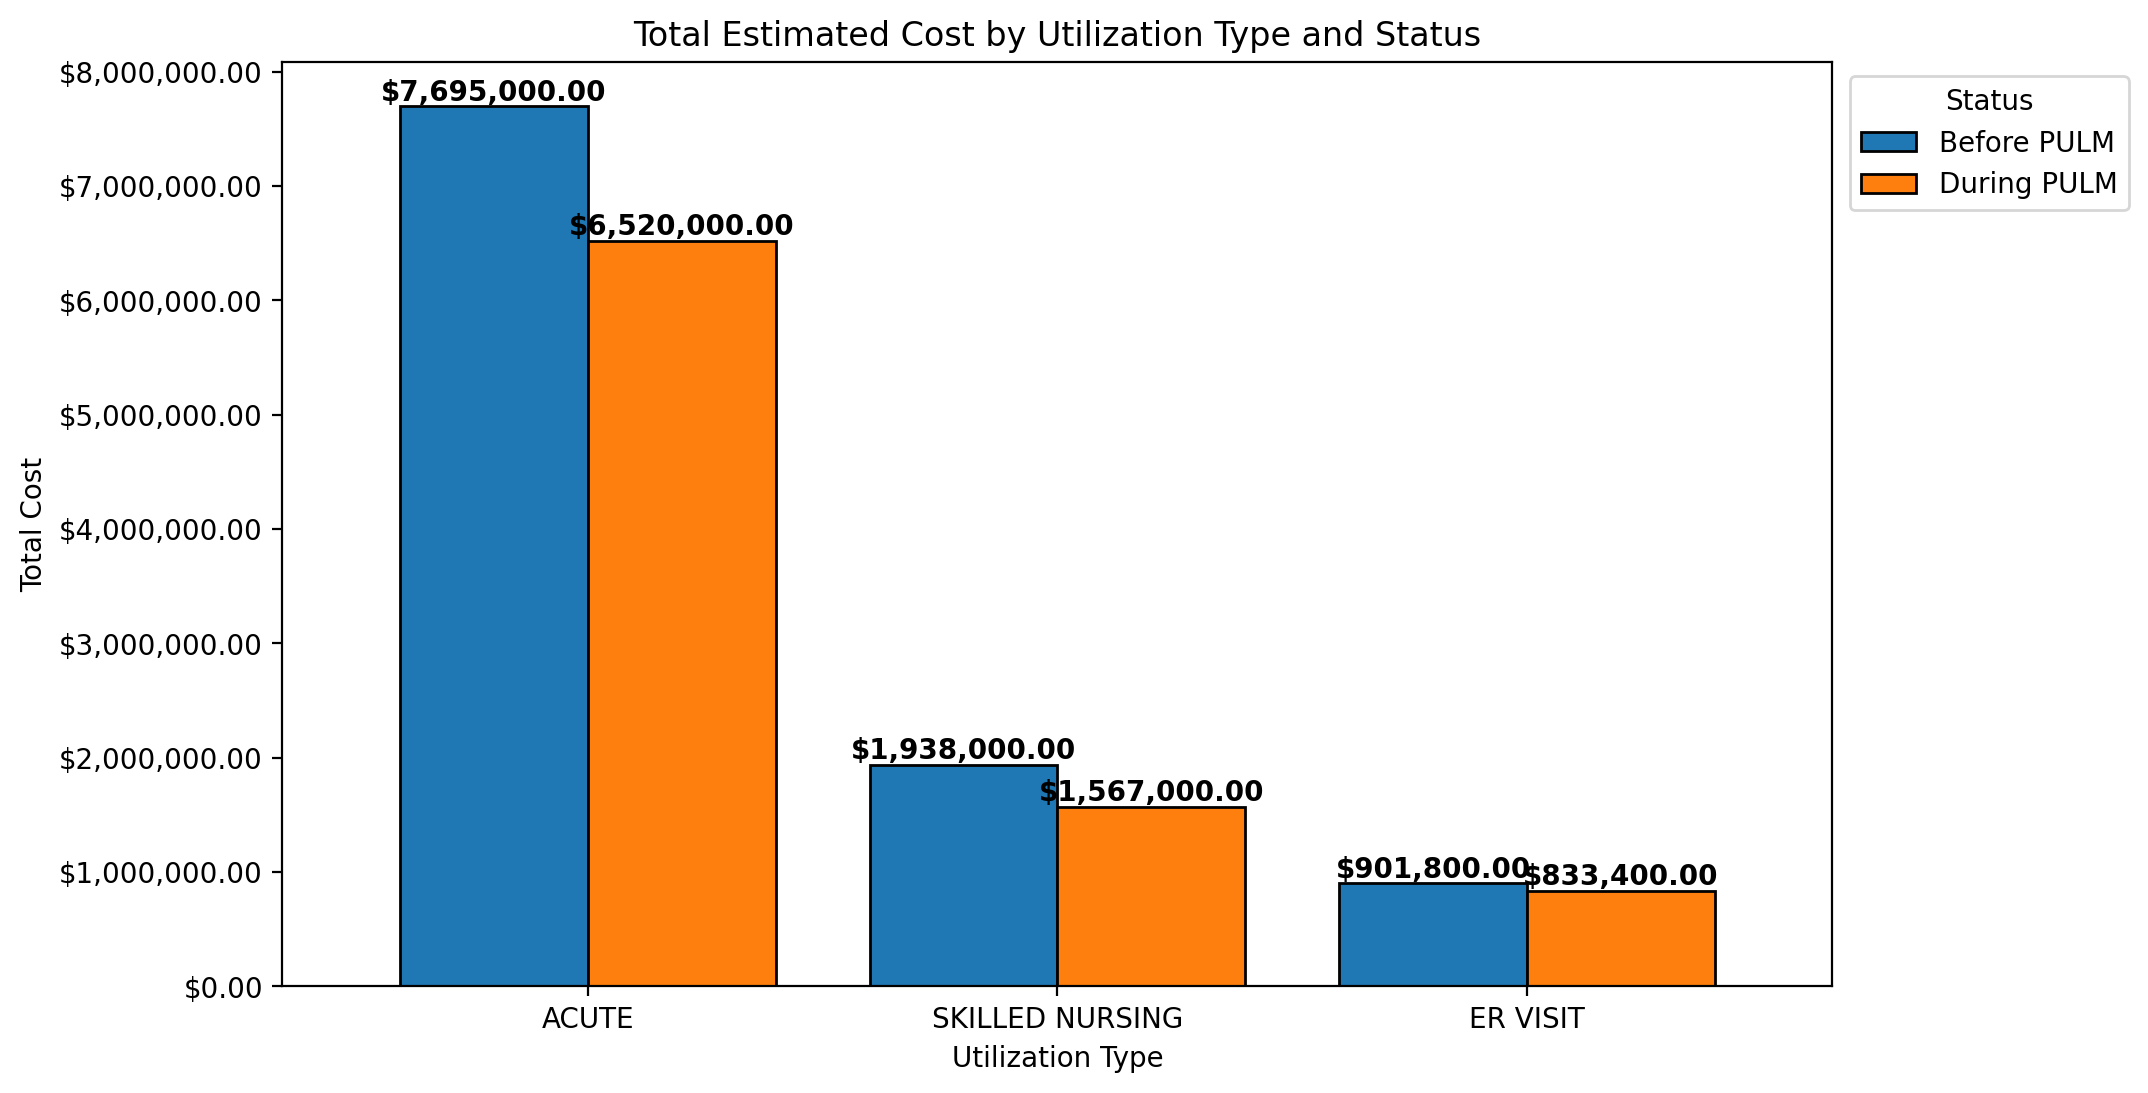 Total Estimated Cost by Utilization Type and Status
$8,000,000.00
$7,000,000.00
$6,000,000.00
$5,000,000.00
$4,000,000.00
$3,000,000.00
$2,000,000.00
$1,000,000.00
$0.00
Total Cost
$7,695,000.00
$6,520,000.00
$1,938,000.00
$1,567,000.00
$901,800.00
$833,400.00
ACUTE
SKILLED NURSING
ER VISIT
Utilization Type
Status
Before PULM
During PULM